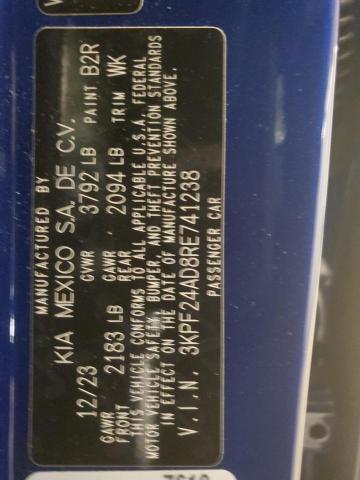 MANUFACTURED BY
KIA MEXICO S.A. DE C.V.
12/23 GVWR 3792 LB PAINT B2R
GAWR FRONT 2183 LB GAWR REAR 2094 LB TRIM WK
THIS VEHICLE CONFORMS TO ALL APPLICABLE U.S.A. FEDERAL
MOTOR VEHICLE SAFETY, BUMPER, AND THEFT PREVENTION STANDARDS
IN EFFECT ON THE DATE OF MANUFACTURE SHOWN ABOVE.
V.I.N. 3KPF24AD8RE741238
PASSENGER CAR